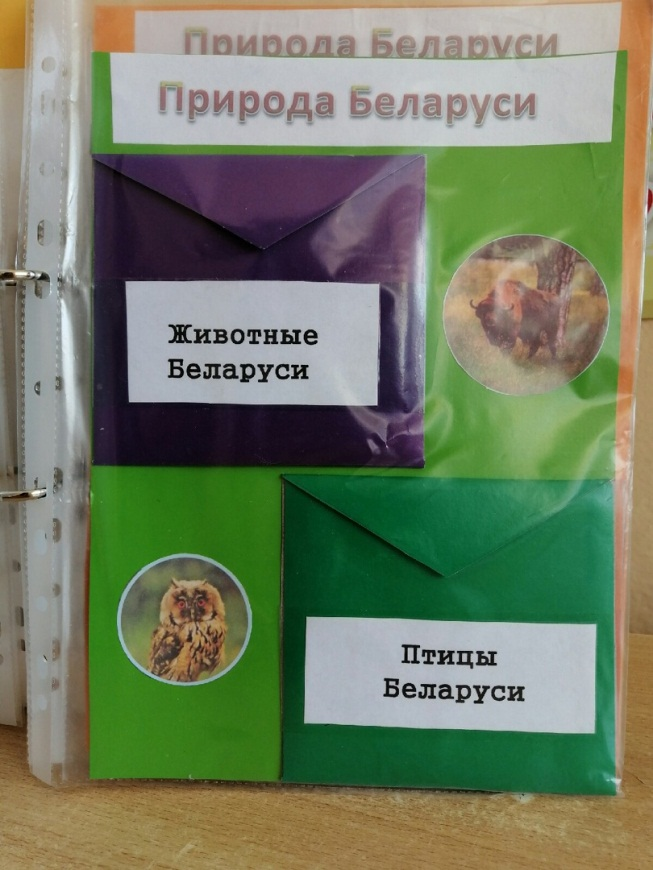 Природа Беларуси
Природа Беларуси
Животные
Беларуси
Птицы
Беларуси